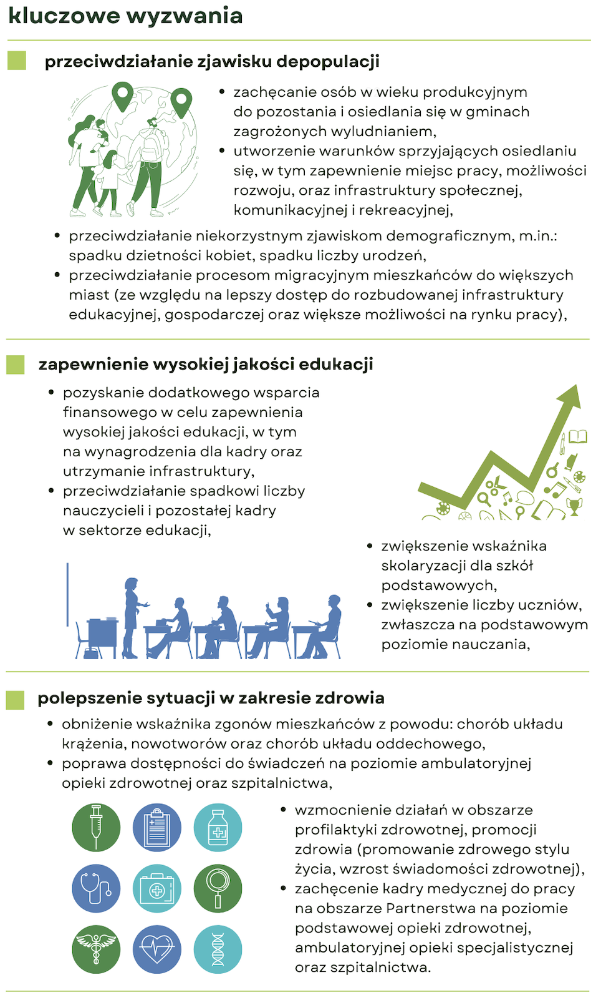 kluczowe wyzwania
przeciwdziałanie zjawisku depopulacji
• zachęcanie osób w wieku produkcyjnym
do pozostania i osiedlania się w gminach
zagrożonych wyludnianiem,
• utworzenie warunków sprzyjających osiedlaniu
się, w tym zapewnienie miejsc pracy, możliwości
rozwoju, oraz infrastruktury społecznej,
komunikacyjnej i rekreacyjnej,
• przeciwdziałanie niekorzystnym zjawiskom demograficznym, m.in.:
spadku dzietności kobiet, spadku liczby urodzeń,
• przeciwdziałanie procesom migracyjnym mieszkańców do większych
miast (ze względu na lepszy dostęp do rozbudowanej infrastruktury
edukacyjnej, gospodarczej oraz większe możliwości na rynku pracy),
zapewnienie wysokiej jakości edukacji
• pozyskanie dodatkowego wsparcia
finansowego w celu zapewnienia
wysokiej jakości edukacji, w tym
na wynagrodzenia dla kadry oraz
utrzymanie infrastruktury,
• przeciwdziałanie spadkowi liczby
nauczycieli i pozostałej kadry
w sektorze edukacji,
• zwiększenie wskaźnika
skolaryzacji dla szkół
podstawowych,
• zwiększenie liczby uczniów,
zwłaszcza na podstawowym
poziomie nauczania,
polepszenie sytuacji w zakresie zdrowia
• obniżenie wskaźnika zgonów mieszkańców z powodu: chorób układu
krążenia, nowotworów oraz chorób układu oddechowego,
• poprawa dostępności do świadczeń na poziomie ambulatoryjnej
opieki zdrowotnej oraz szpitalnictwa,
• wzmocnienie działań w obszarze
profilaktyki zdrowotnej, promocji
zdrowia (promowanie zdrowego stylu
życia, wzrost świadomości zdrowotnej),
• zachęcenie kadry medycznej do pracy
na obszarze Partnerstwa na poziomie
podstawowej opieki zdrowotnej,
ambulatoryjnej opieki specjalistycznej
oraz szpitalnictwa.